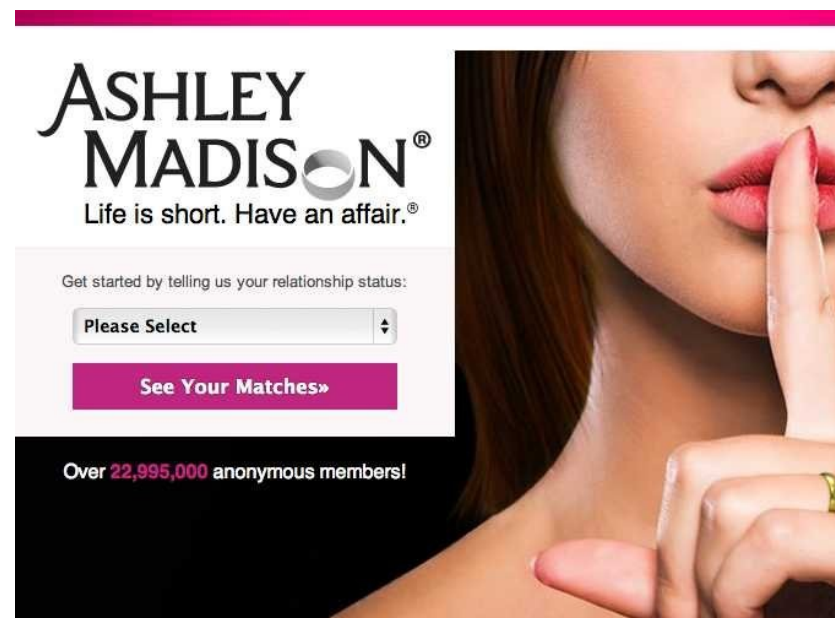 ASHLEY
MADISON®
Life is short. Have an affair.®
Get started by telling us your relationship status:
Please Select
See Your Matches»
Over 22,995,000 anonymous members!